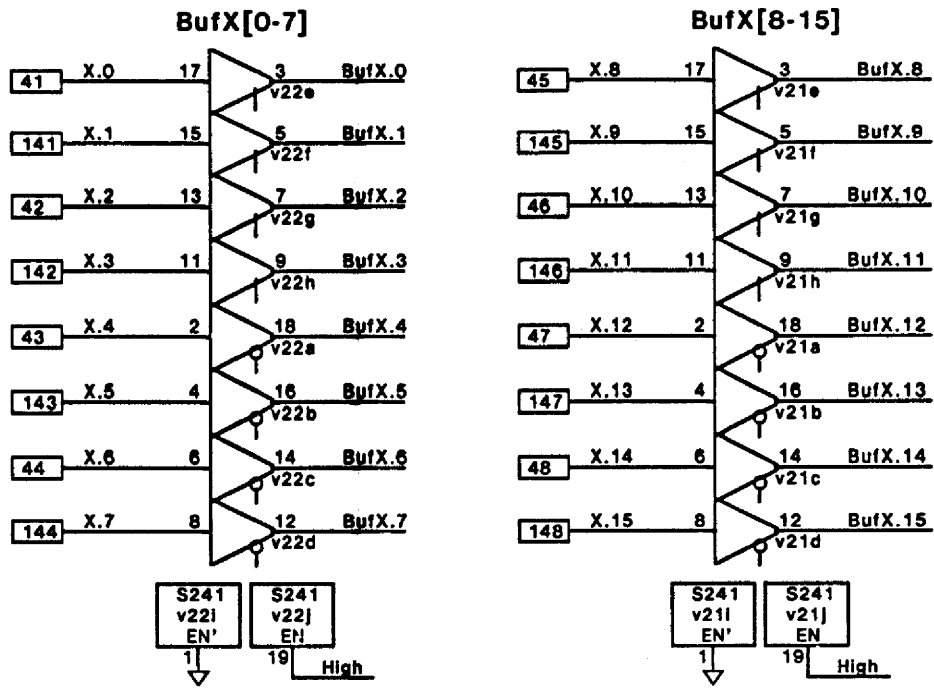 BufX[0-7]
41 X.0 17 3 BufX.0
v22e
141 X.1 15 5 BufX.1
v22f
42 X.2 13 7 BufX.2
v22g
142 X.3 11 9 BufX.3
v22h
43 X.4 2 18 BufX.4
v22a
143 X.5 4 16 BufX.5
v22b
44 X.6 6 14 BufX.6
v22c
144 X.7 8 12 BufX.7
v22d
S241 S241
v22i v22j
EN' EN
1 19 High
BufX[8-15]
45 X.8 17 3 BufX.8
v21e
145 X.9 15 5 BufX.9
v21f
46 X.10 13 7 BufX.10
v21g
146 X.11 11 9 BufX.11
v21h
47 X.12 2 18 BufX.12
v21a
147 X.13 4 16 BufX.13
v21b
48 X.14 6 14 BufX.14
v21c
148 X.15 8 12 BufX.15
v21d
S241 S241
v21i v21j
EN' EN
1 19 High